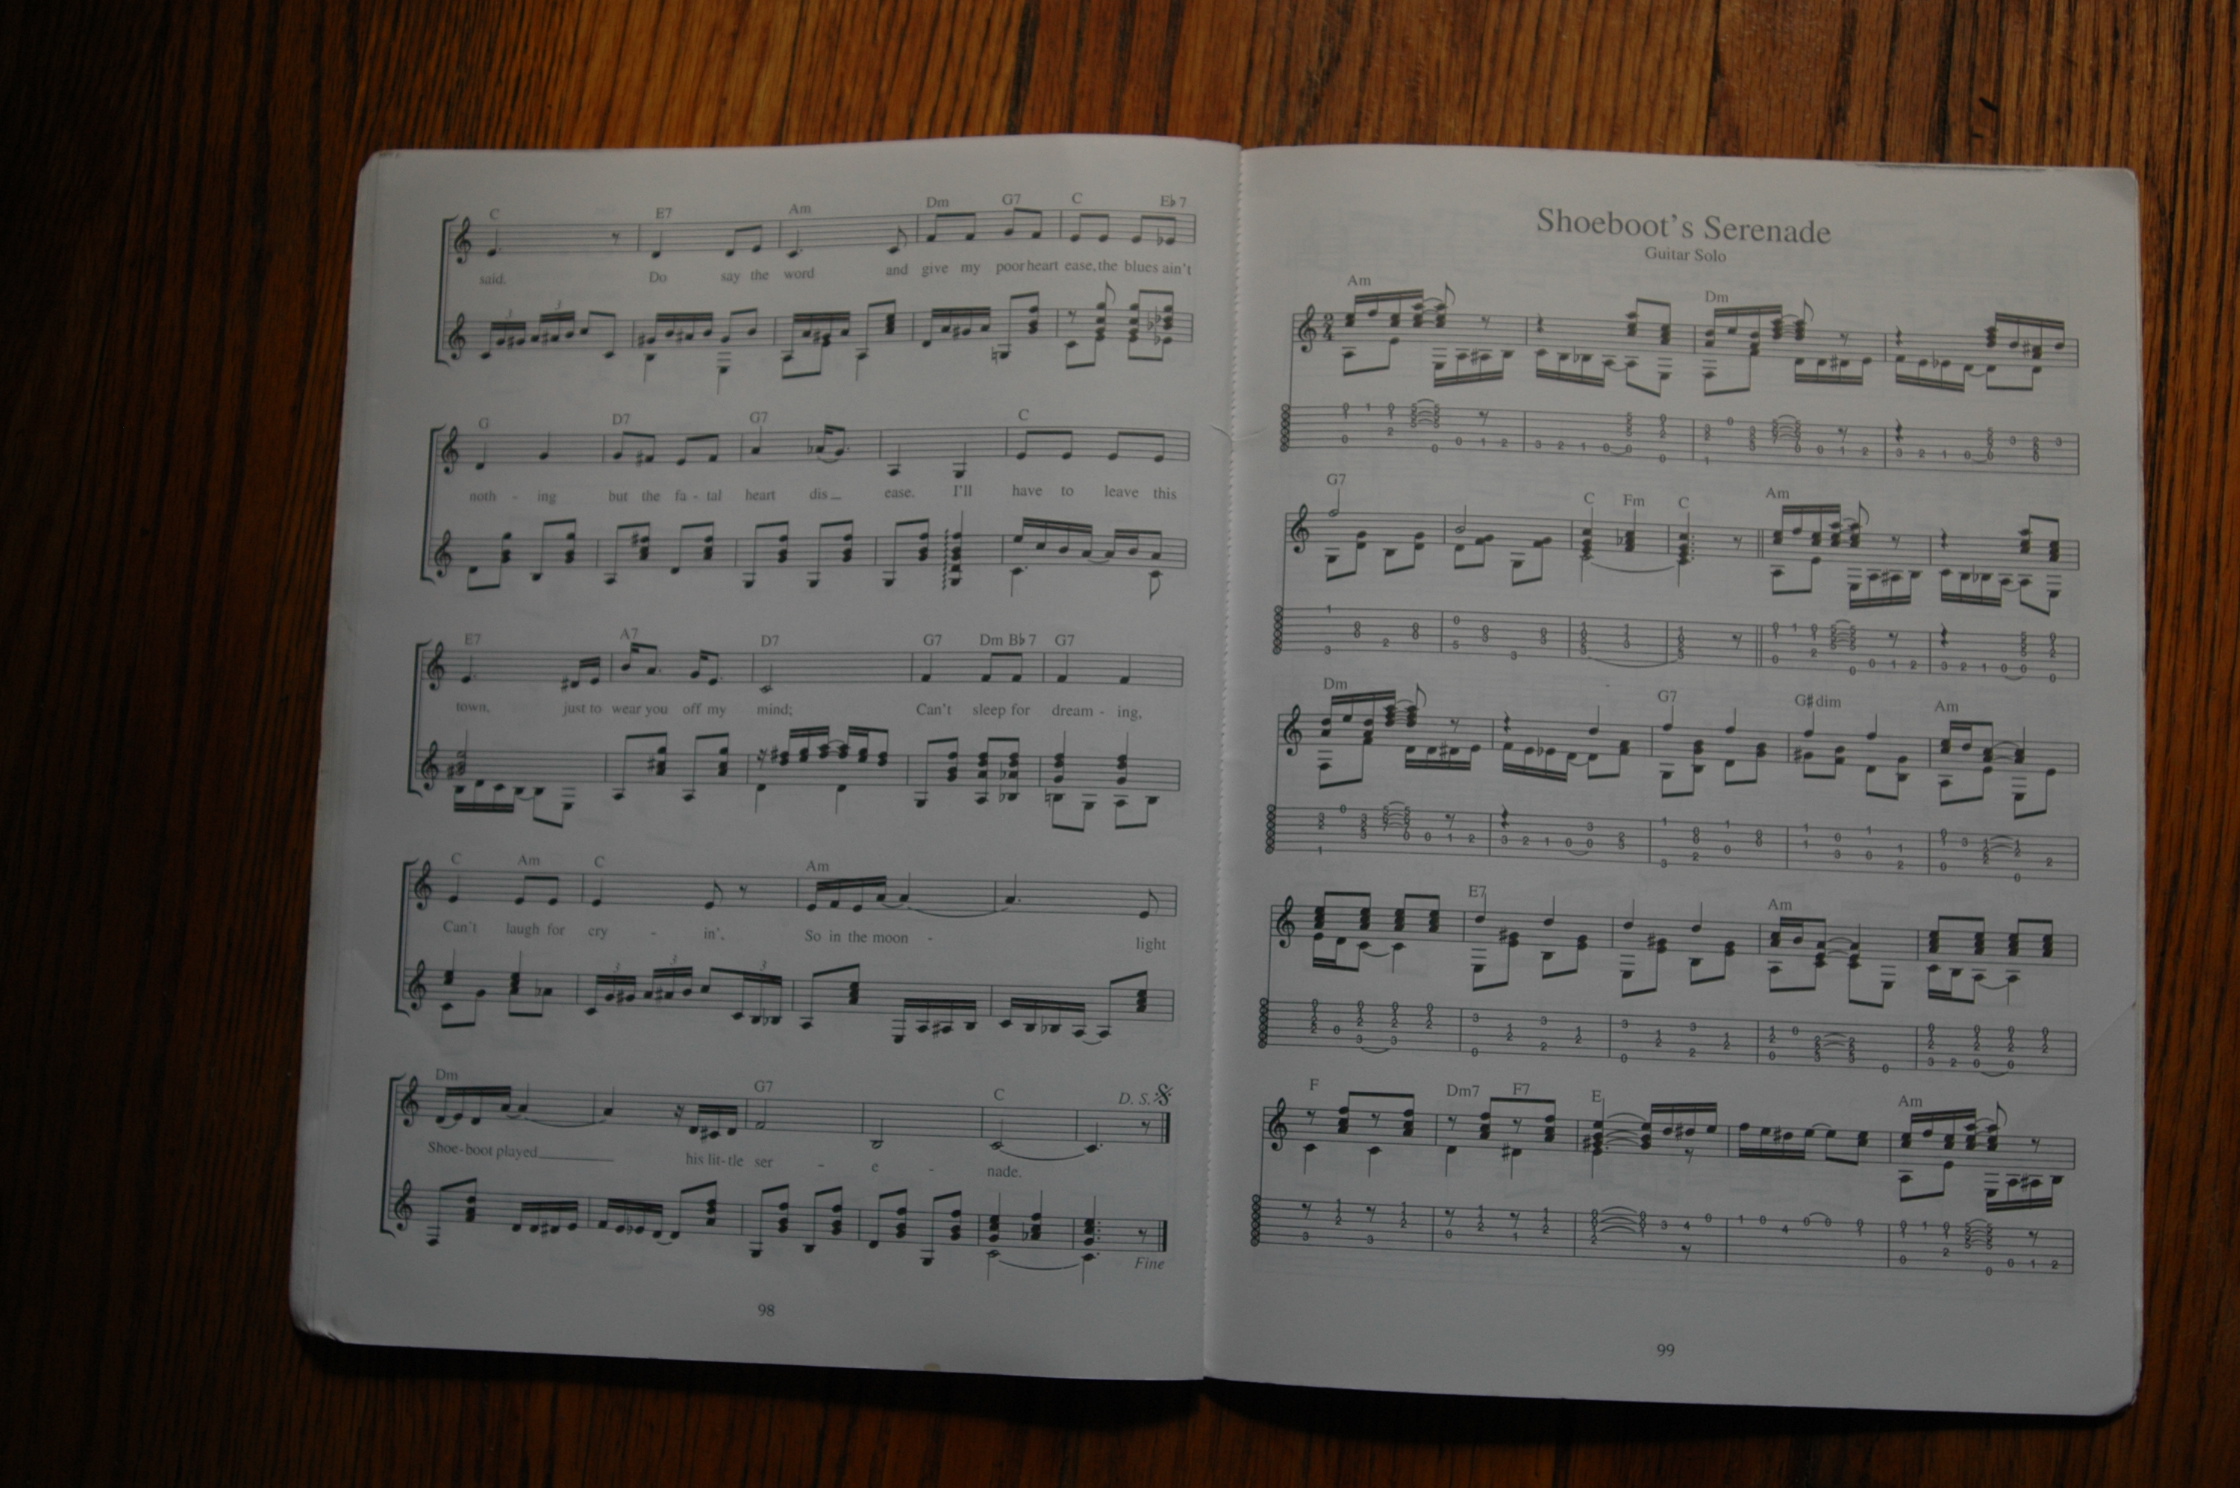 C E7 Am Dm G7 C E♭7
said. Do say the word and give my poor heart ease, the blues ain't
G D7 G7 C
noth - ing but the fa - tal heart dis_ ease. I'll have to leave this
E7 A7 D7 G7 Dm B♭7 G7
town, just to wear you off my mind; Can't sleep for dream - ing,
C Am C Am
Can't laugh for cry - in', So in the moon - light
Dm G7 C D. S. 𝄋
Shoe-boot played his lit-tle ser - e - nade.
Fine
98
Shoeboot's Serenade
Guitar Solo
Am Dm
G7 C Fm C Am
Dm G7 G♯dim Am
E7 Am
F Dm7 F7 E Am
99